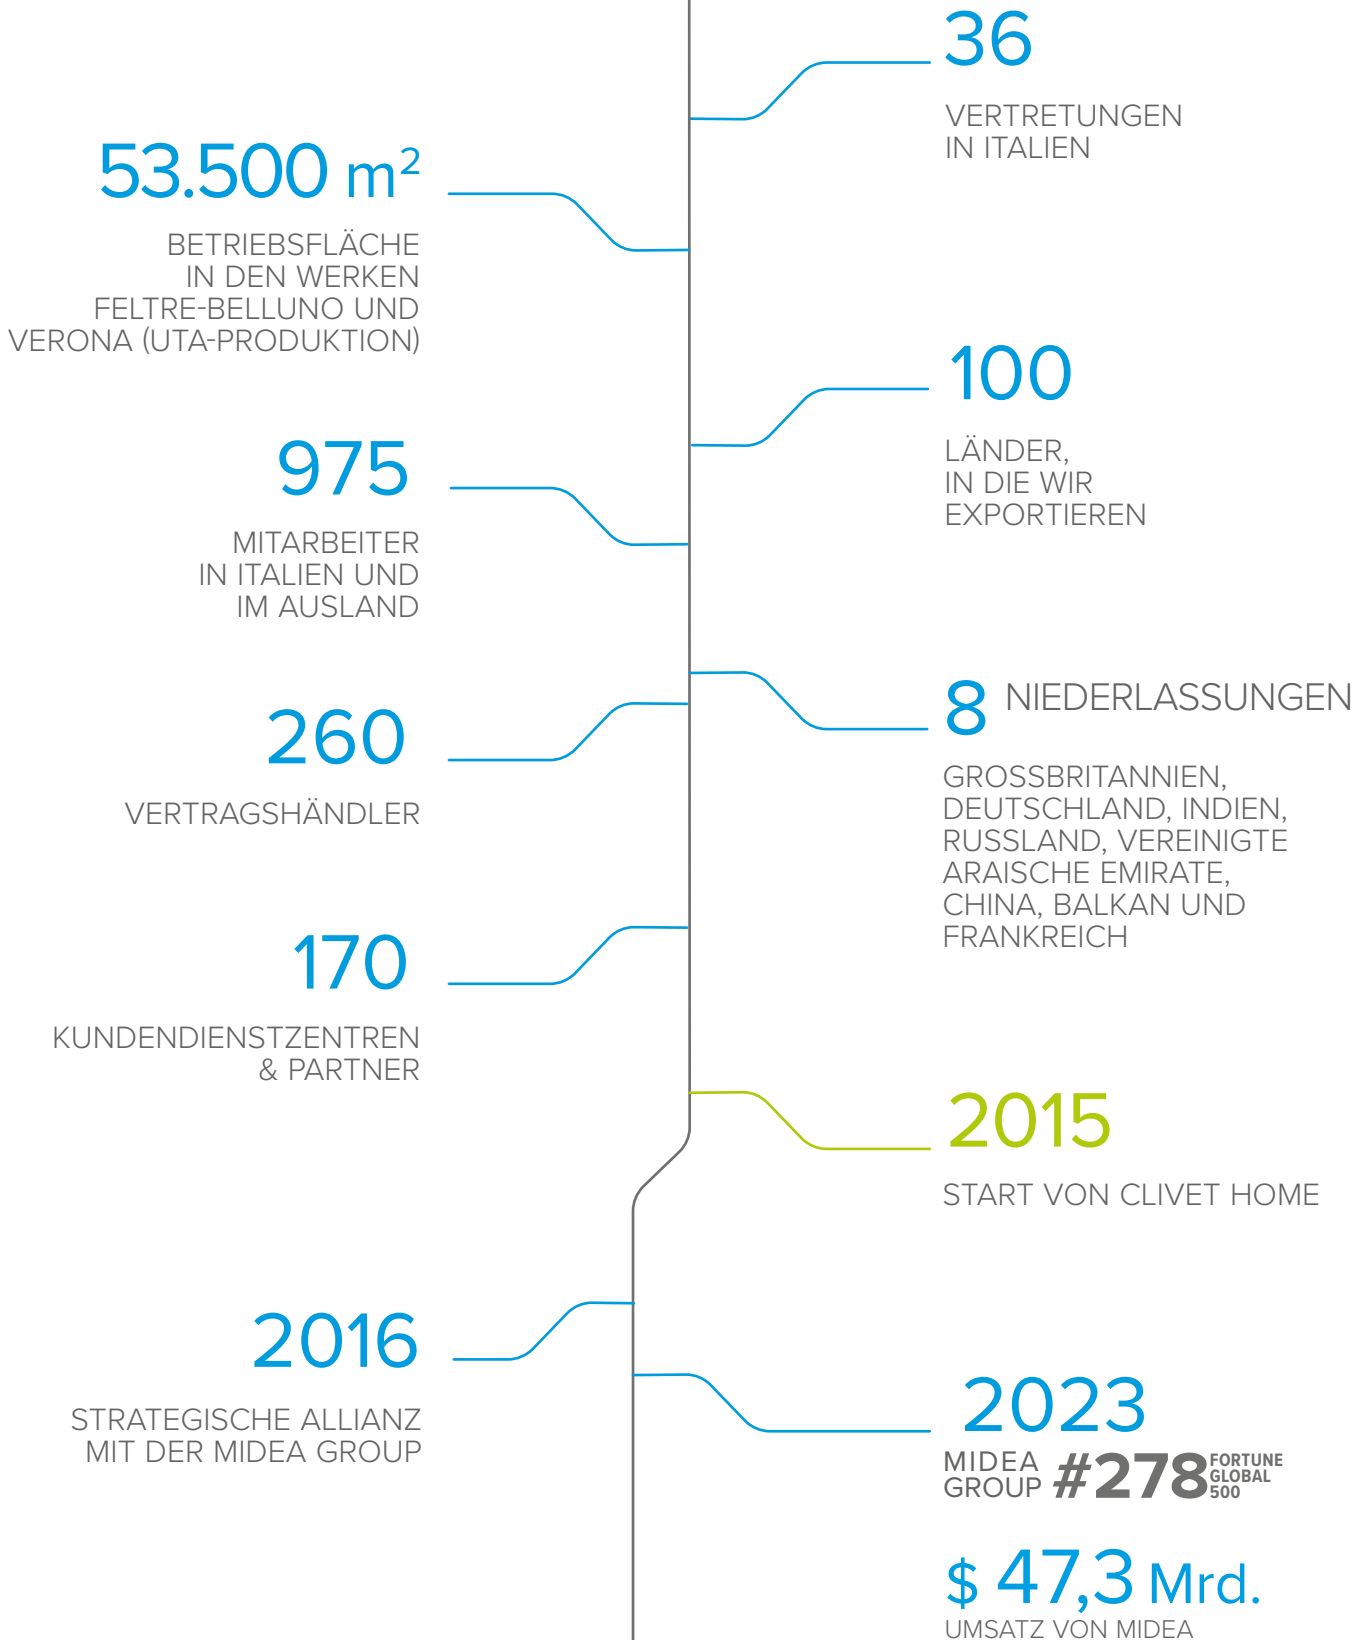 36
VERTRETUNGEN
IN ITALIEN
53.500 m²
BETRIEBSFLÄCHE
IN DEN WERKEN
FELTRE-BELLUNO UND
VERONA (UTA-PRODUKTION)
100
LÄNDER,
IN DIE WIR
EXPORTIEREN
975
MITARBEITER
IN ITALIEN UND
IM AUSLAND
8 NIEDERLASSUNGEN
GROSSBRITANNIEN,
DEUTSCHLAND, INDIEN,
RUSSLAND, VEREINIGTE
ARAISCHE EMIRATE,
CHINA, BALKAN UND
FRANKREICH
260
VERTRAGSHÄNDLER
170
KUNDENDIENSTZENTREN
& PARTNER
2015
START VON CLIVET HOME
2016
STRATEGISCHE ALLIANZ
MIT DER MIDEA GROUP
2023
MIDEA
GROUP
#278
FORTUNE
GLOBAL
500
$ 47,3 Mrd.
UMSATZ VON MIDEA